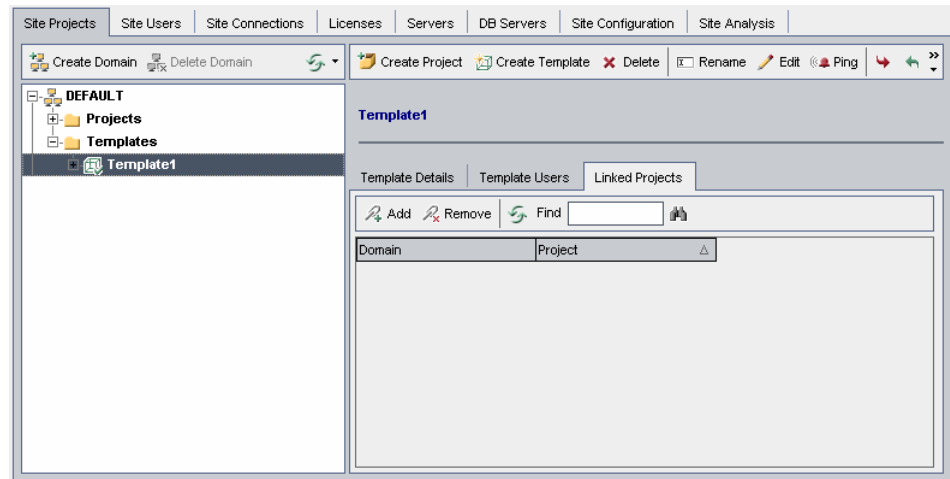 Site Projects Site Users Site Connections Licenses Servers DB Servers Site Configuration Site Analysis
Create Domain Delete Domain
Create Project Create Template Delete Rename Edit Ping
DEFAULT
Projects
Templates
Template1
Template1
Template Details Template Users Linked Projects
Add Remove Find
Domain Project